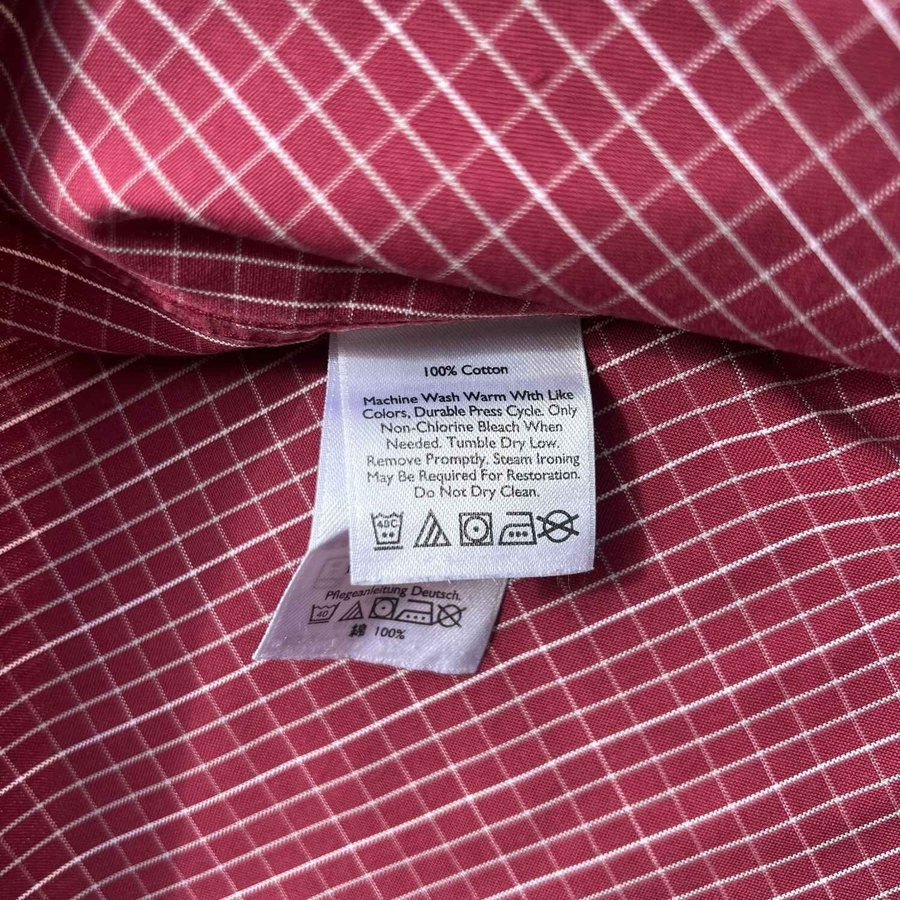 100% Cotton
Machine Wash Warm With Like
Colors, Durable Press Cycle. Only
Non-Chlorine Bleach When
Needed. Tumble Dry Low.
Remove Promptly. Steam Ironing
May Be Required For Restoration.
Do Not Dry Clean.
40C
Pflegeanleitung Deutsch.
40
綿 100%